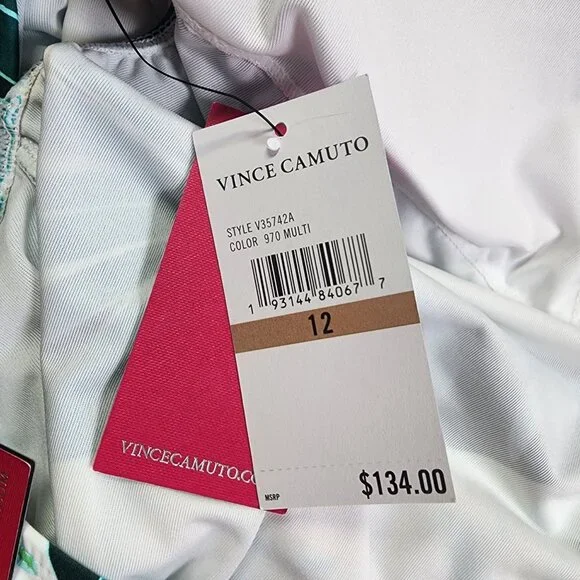 VINCE CAMUTO
STYLE V35742A
COLOR 970 MULTI
1 93144 84067 7
12
MSRP $134.00
VINCECAMUTO.CO